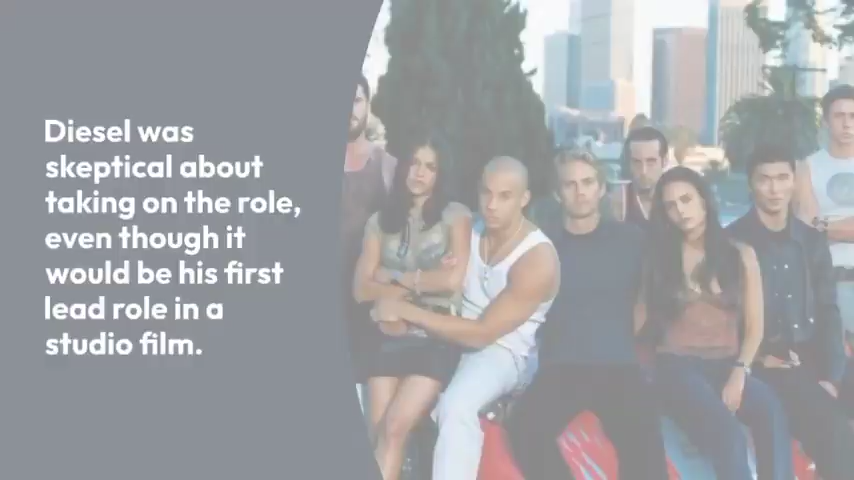 Diesel was
skeptical about
taking on the role,
even though it
would be his first
lead role in a
studio film.